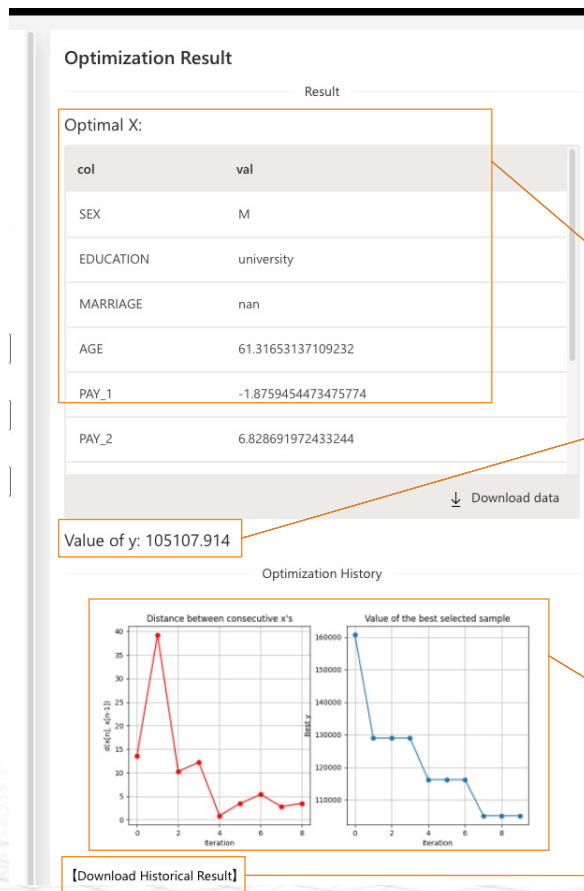 Optimization Result
Result
Optimal X:
col val
SEX M
EDUCATION university
MARRIAGE nan
AGE 61.31653137109232
PAY_1 -1.8759454473475774
PAY_2 6.828691972433244
Download data
Value of y: 105107.914
Optimization History
Distance between consecutive x's
40
35
30
25
20
15
10
5
0
d(x[n], x[n-1])
0 2 4 6 8
Iteration
Value of the best selected sample
160000
150000
140000
130000
120000
110000
Best y
0 2 4 6 8
Iteration
【Download Historical Result】